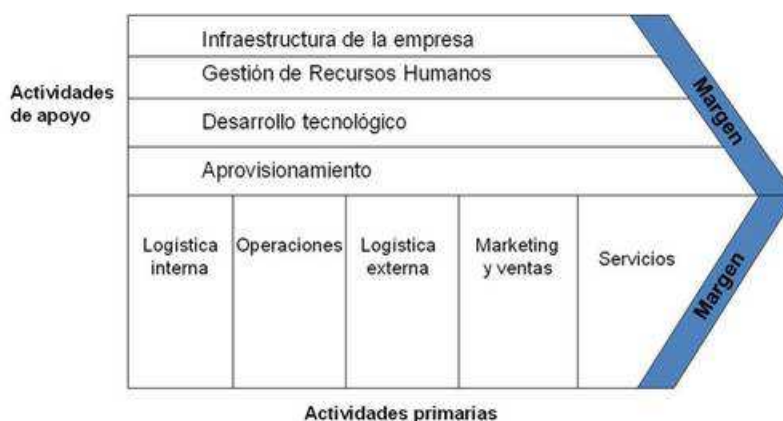 Infraestructura de la empresa
Gestión de Recursos Humanos
Actividades
de apoyo
Desarrollo tecnológico
Aprovisionamiento
Margen
Logística
interna
Operaciones
Logística
externa
Marketing
y ventas
Servicios
Margen
Actividades primarias